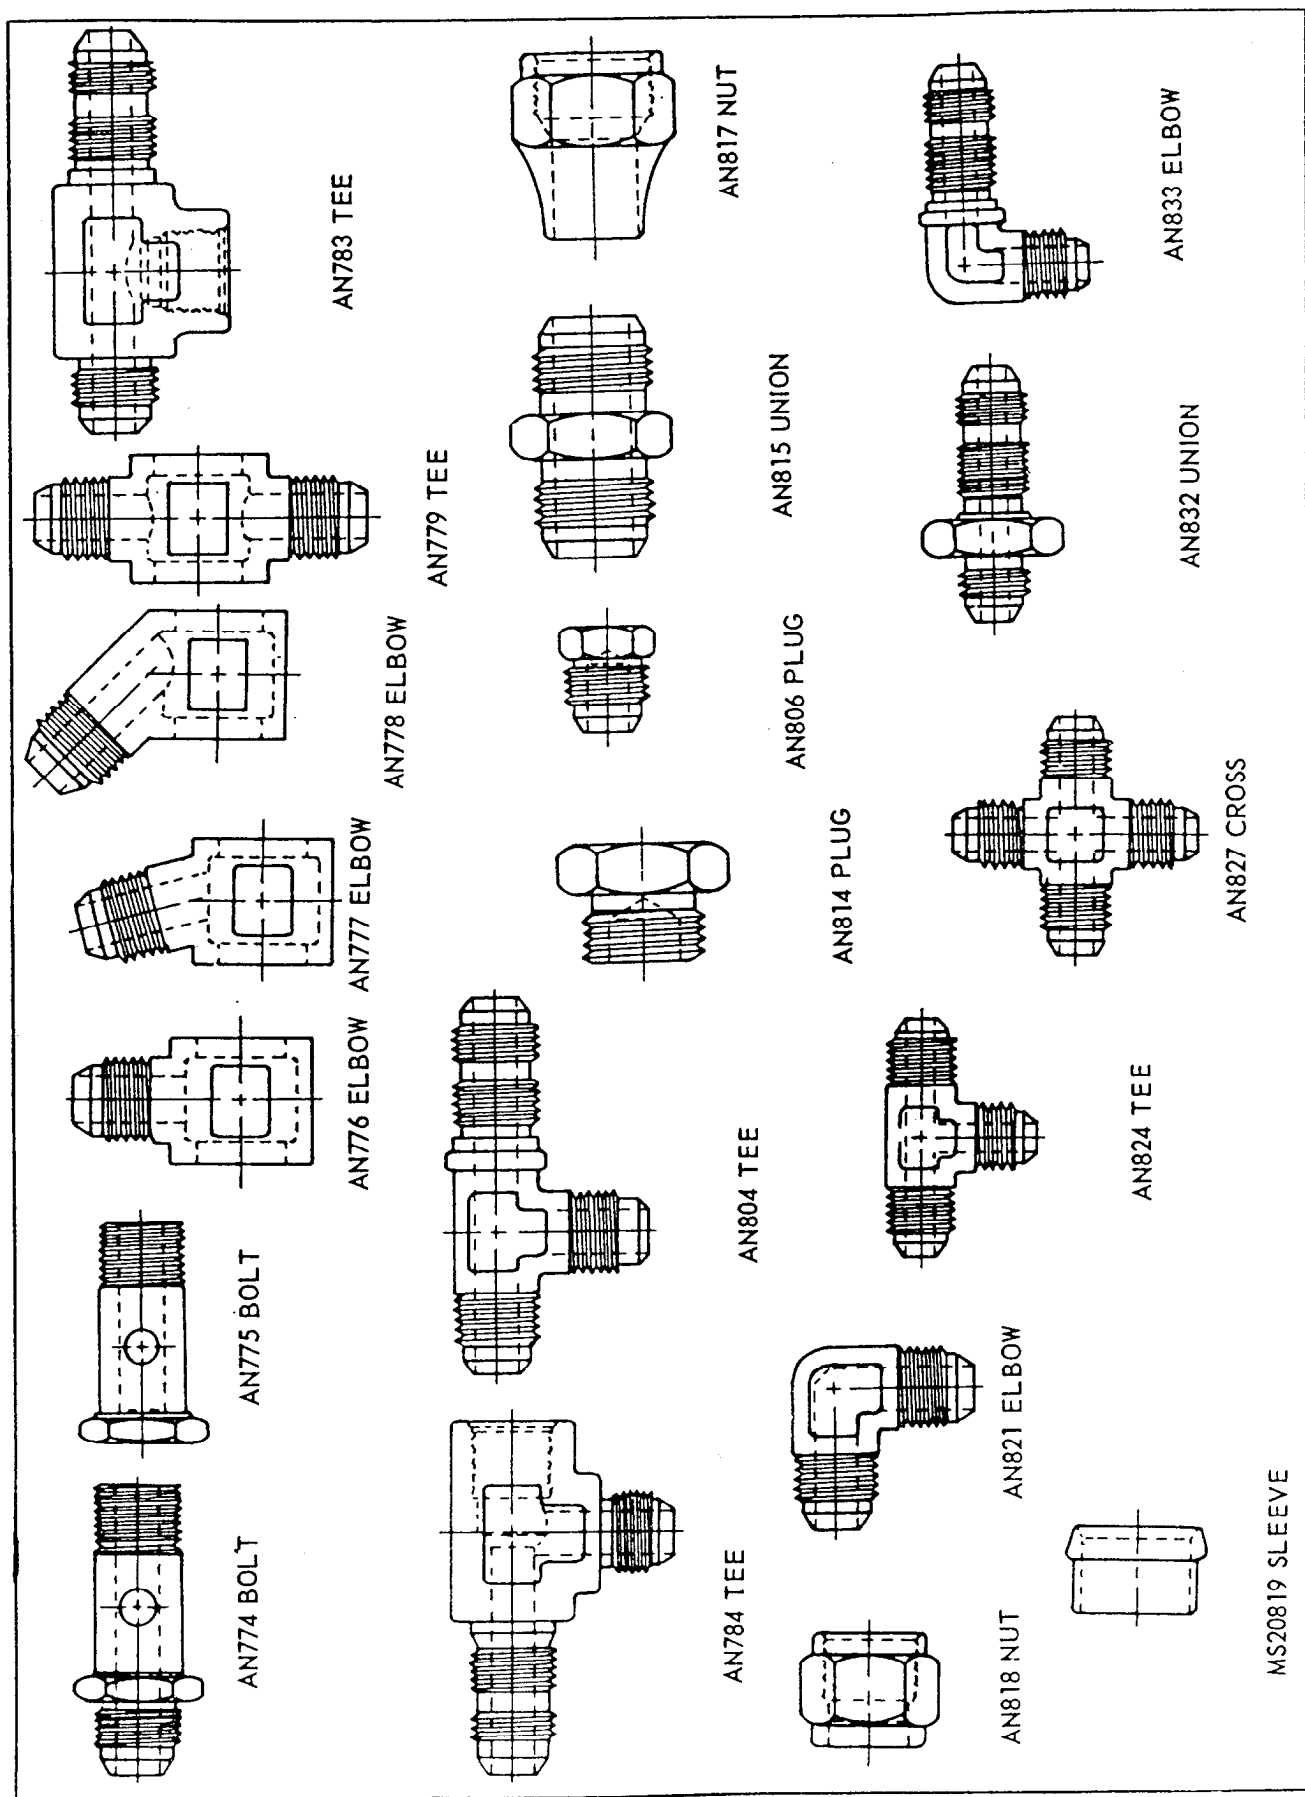 AN774 BOLT
AN775 BOLT
AN776 ELBOW
AN777 ELBOW
AN778 ELBOW
AN779 TEE
AN783 TEE
AN784 TEE
AN804 TEE
AN814 PLUG
AN806 PLUG
AN815 UNION
AN817 NUT
AN818 NUT
AN821 ELBOW
AN824 TEE
AN827 CROSS
AN832 UNION
AN833 ELBOW
MS20819 SLEEVE